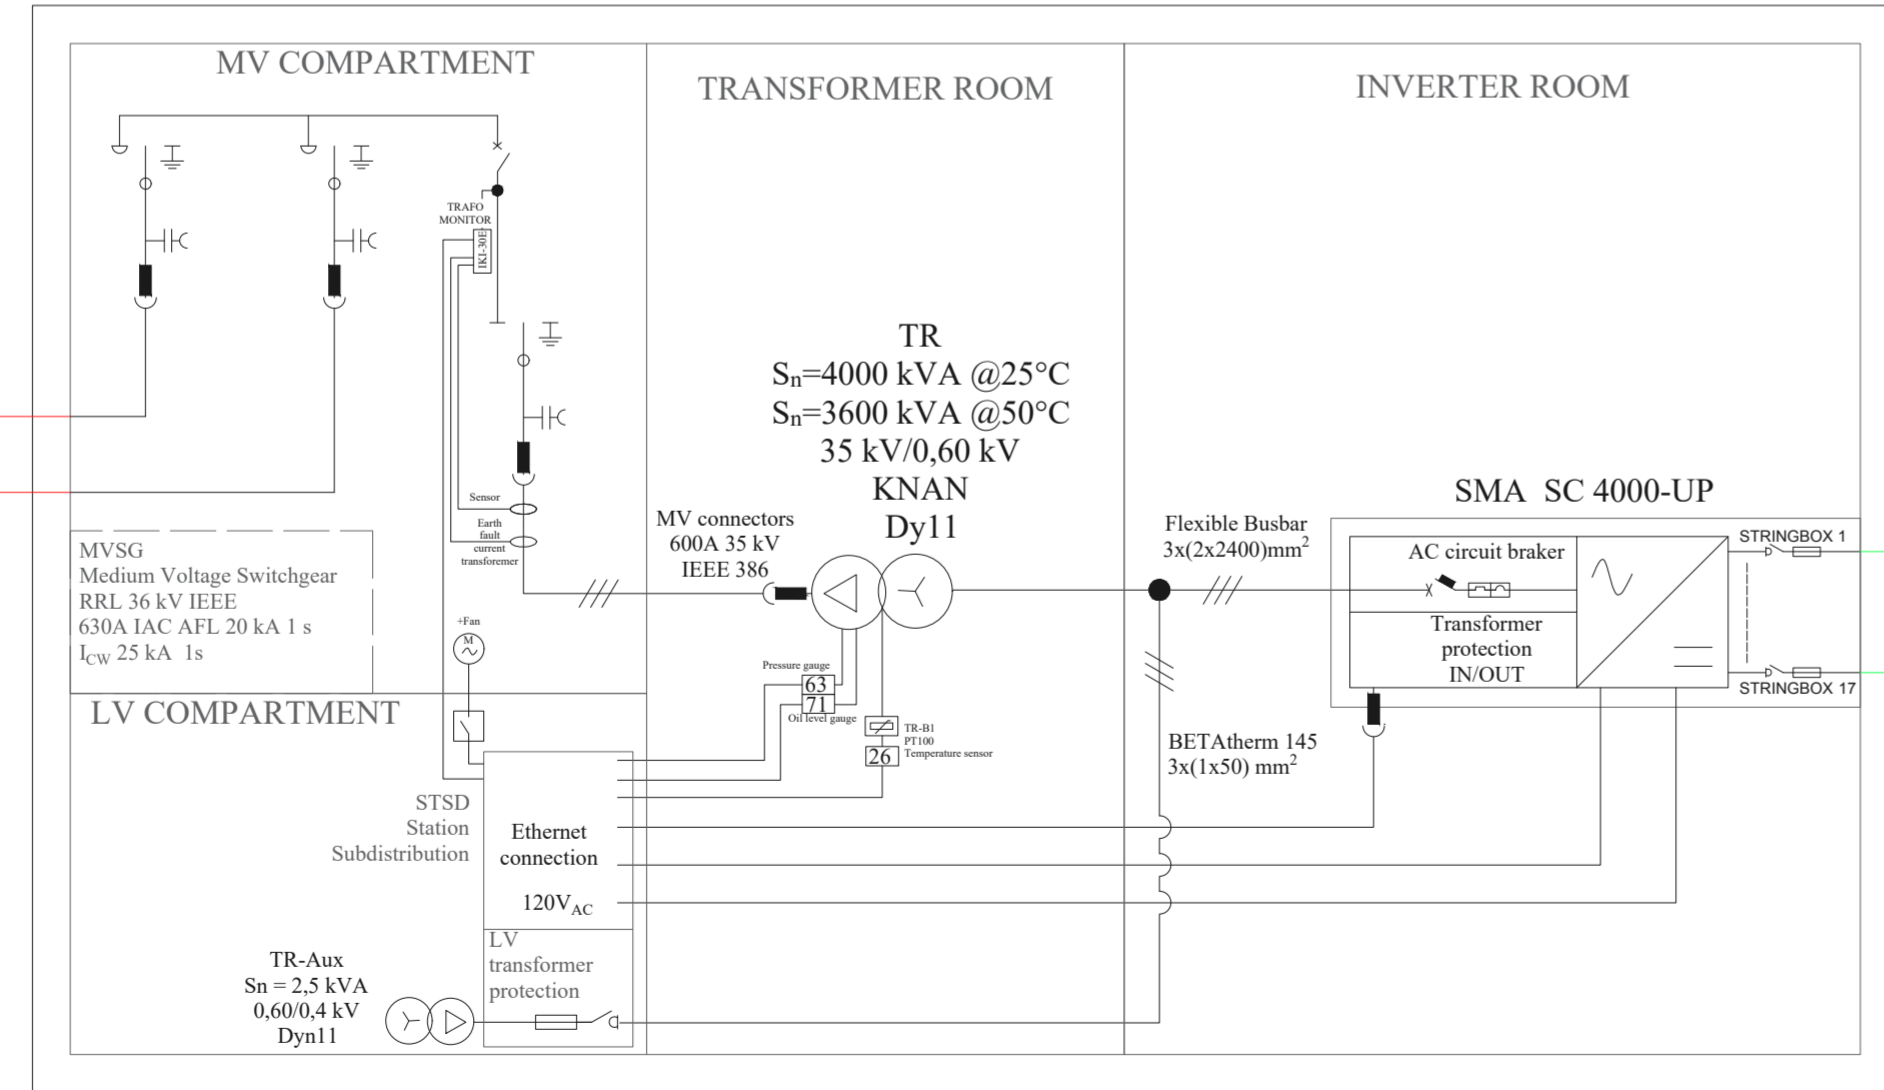 MV COMPARTMENT
TRANSFORMER ROOM
INVERTER ROOM
TRAFO
MONITOR
IKI-30E
TR
Sₙ=4000 kVA @25°C
Sₙ=3600 kVA @50°C
35 kV/0,60 kV
KNAN
Dy11
Sensor
Earth
fault
current
transforemer
MV connectors
600A 35 kV
IEEE 386
Flexible Busbar
3x(2x2400)mm²
SMA SC 4000-UP
AC circuit braker
Transformer
protection
IN/OUT
STRINGBOX 1
STRINGBOX 17
MVSG
Medium Voltage Switchgear
RRL 36 kV IEEE
630A IAC AFL 20 kA 1 s
I_CW 25 kA 1s
+Fan
M
Pressure gauge
63
71
Oil level gauge
TR-B1
PT100
Temperature sensor
26
BETAtherm 145
3x(1x50) mm²
LV COMPARTMENT
STSD
Station
Subdistribution
Ethernet
connection
120V_AC
LV
transformer
protection
TR-Aux
Sn = 2,5 kVA
0,60/0,4 kV
Dyn11